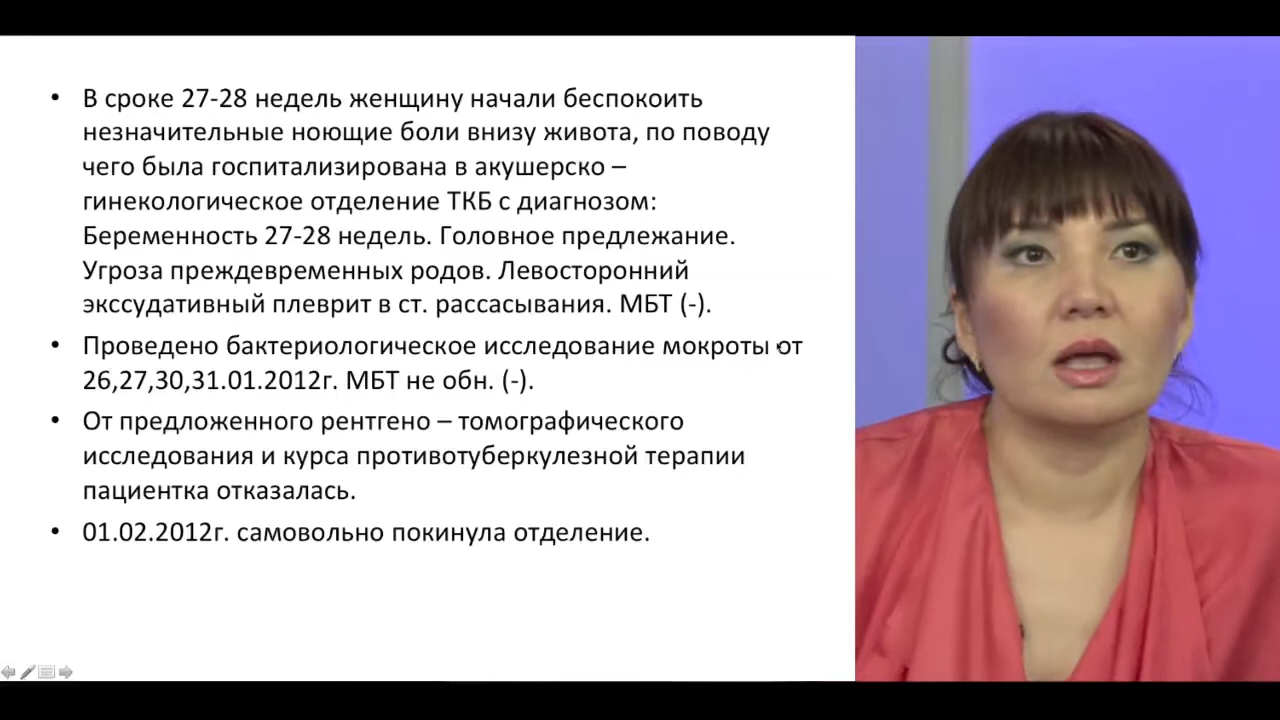 • В сроке 27-28 недель женщину начали беспокоить
незначительные ноющие боли внизу живота, по поводу
чего была госпитализирована в акушерско –
гинекологическое отделение ТКБ с диагнозом:
Беременность 27-28 недель. Головное предлежание.
Угроза преждевременных родов. Левосторонний
экссудативный плеврит в ст. рассасывания. МБТ (-).
• Проведено бактериологическое исследование мокроты от
26,27,30,31.01.2012г. МБТ не обн. (-).
• От предложенного рентгено – томографического
исследования и курса противотуберкулезной терапии
пациентка отказалась.
• 01.02.2012г. самовольно покинула отделение.